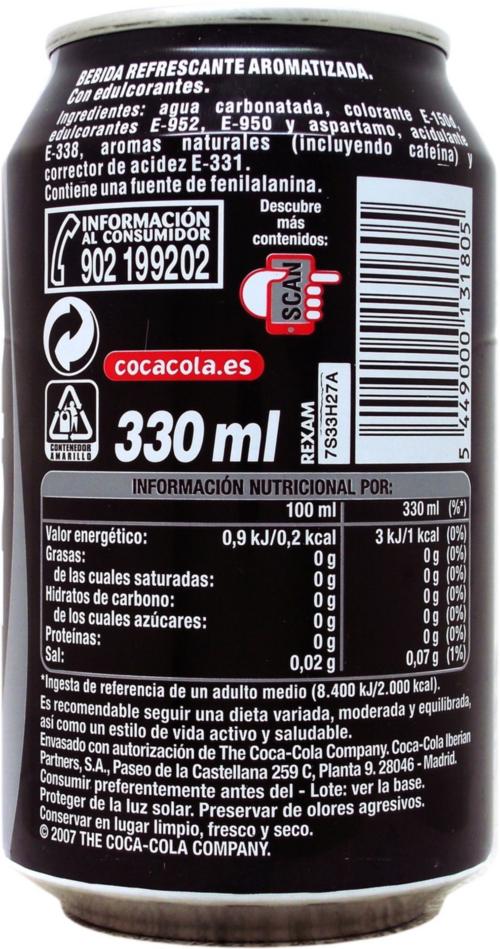 BEBIDA REFRESCANTE AROMATIZADA.
Con edulcorantes.
Ingredientes: agua carbonatada, colorante E-150d,
edulcorantes E-952, E-950 y aspartamo, acidulante
E-338, aromas naturales (incluyendo cafeína) y
corrector de acidez E-331.
Contiene una fuente de fenilalanina.
INFORMACIÓN
AL CONSUMIDOR
902 199202
Descubre
más
contenidos:
SCAN
cocacola.es
CONTENEDOR
AMARILLO
330 ml
REXAM
7S33H27A
5 449000 131805
INFORMACIÓN NUTRICIONAL POR:
100 ml 330 ml (%*)
Valor energético: 0,9 kJ/0,2 kcal 3 kJ/1 kcal (0%)
Grasas: 0 g 0 g (0%)
de las cuales saturadas: 0 g 0 g (0%)
Hidratos de carbono: 0 g 0 g (0%)
de los cuales azúcares: 0 g 0 g (0%)
Proteínas: 0 g 0 g (0%)
Sal: 0,02 g 0,07 g (1%)
*Ingesta de referencia de un adulto medio (8.400 kJ/2.000 kcal).
Es recomendable seguir una dieta variada, moderada y equilibrada,
así como un estilo de vida activo y saludable.
Envasado con autorización de The Coca-Cola Company. Coca-Cola Iberian
Partners, S.A., Paseo de la Castellana 259 C, Planta 9. 28046 - Madrid.
Consumir preferentemente antes del - Lote: ver la base.
Proteger de la luz solar. Preservar de olores agresivos.
Conservar en lugar limpio, fresco y seco.
© 2007 THE COCA-COLA COMPANY.